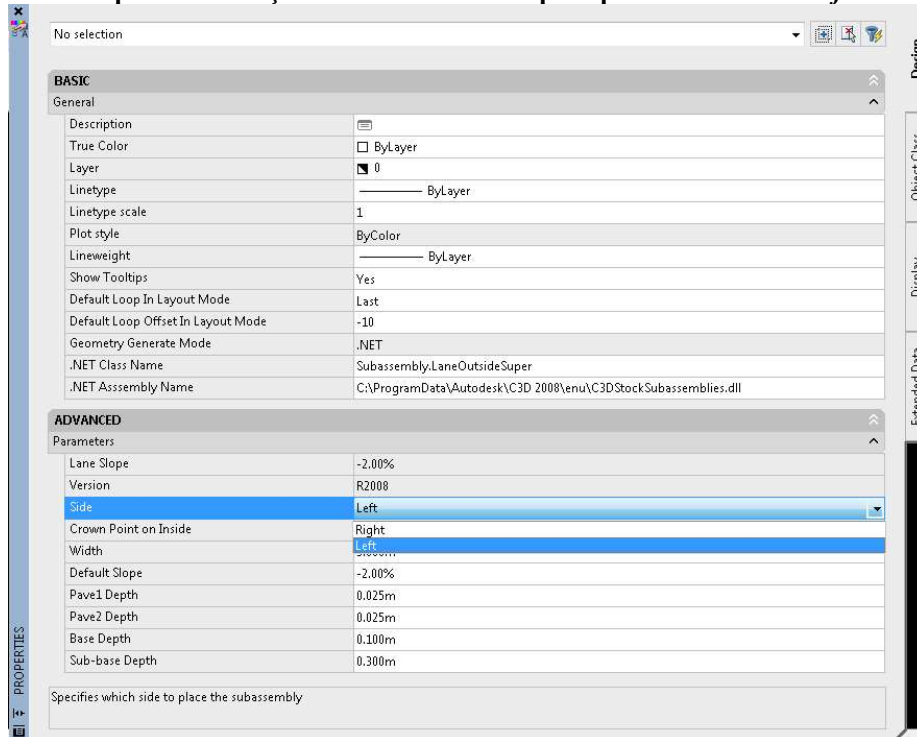 No selection
BASIC
General
Description
True Color ByLayer
Layer 0
Linetype ByLayer
Linetype scale 1
Plot style ByColor
Lineweight ByLayer
Show Tooltips Yes
Default Loop In Layout Mode Last
Default Loop Offset In Layout Mode -10
Geometry Generate Mode .NET
.NET Class Name Subassembly.LaneOutsideSuper
.NET Asssembly Name C:\ProgramData\Autodesk\C3D 2008\enu\C3DStockSubassemblies.dll
ADVANCED
Parameters
Lane Slope -2.00%
Version R2008
Side Left
Crown Point on Inside Right
Width Left
Default Slope -2.00%
Pave1 Depth 0.025m
Pave2 Depth 0.025m
Base Depth 0.100m
Sub-base Depth 0.300m
Specifies which side to place the subassembly
PROPERTIES
Design
Object Class
Display
Extended Data